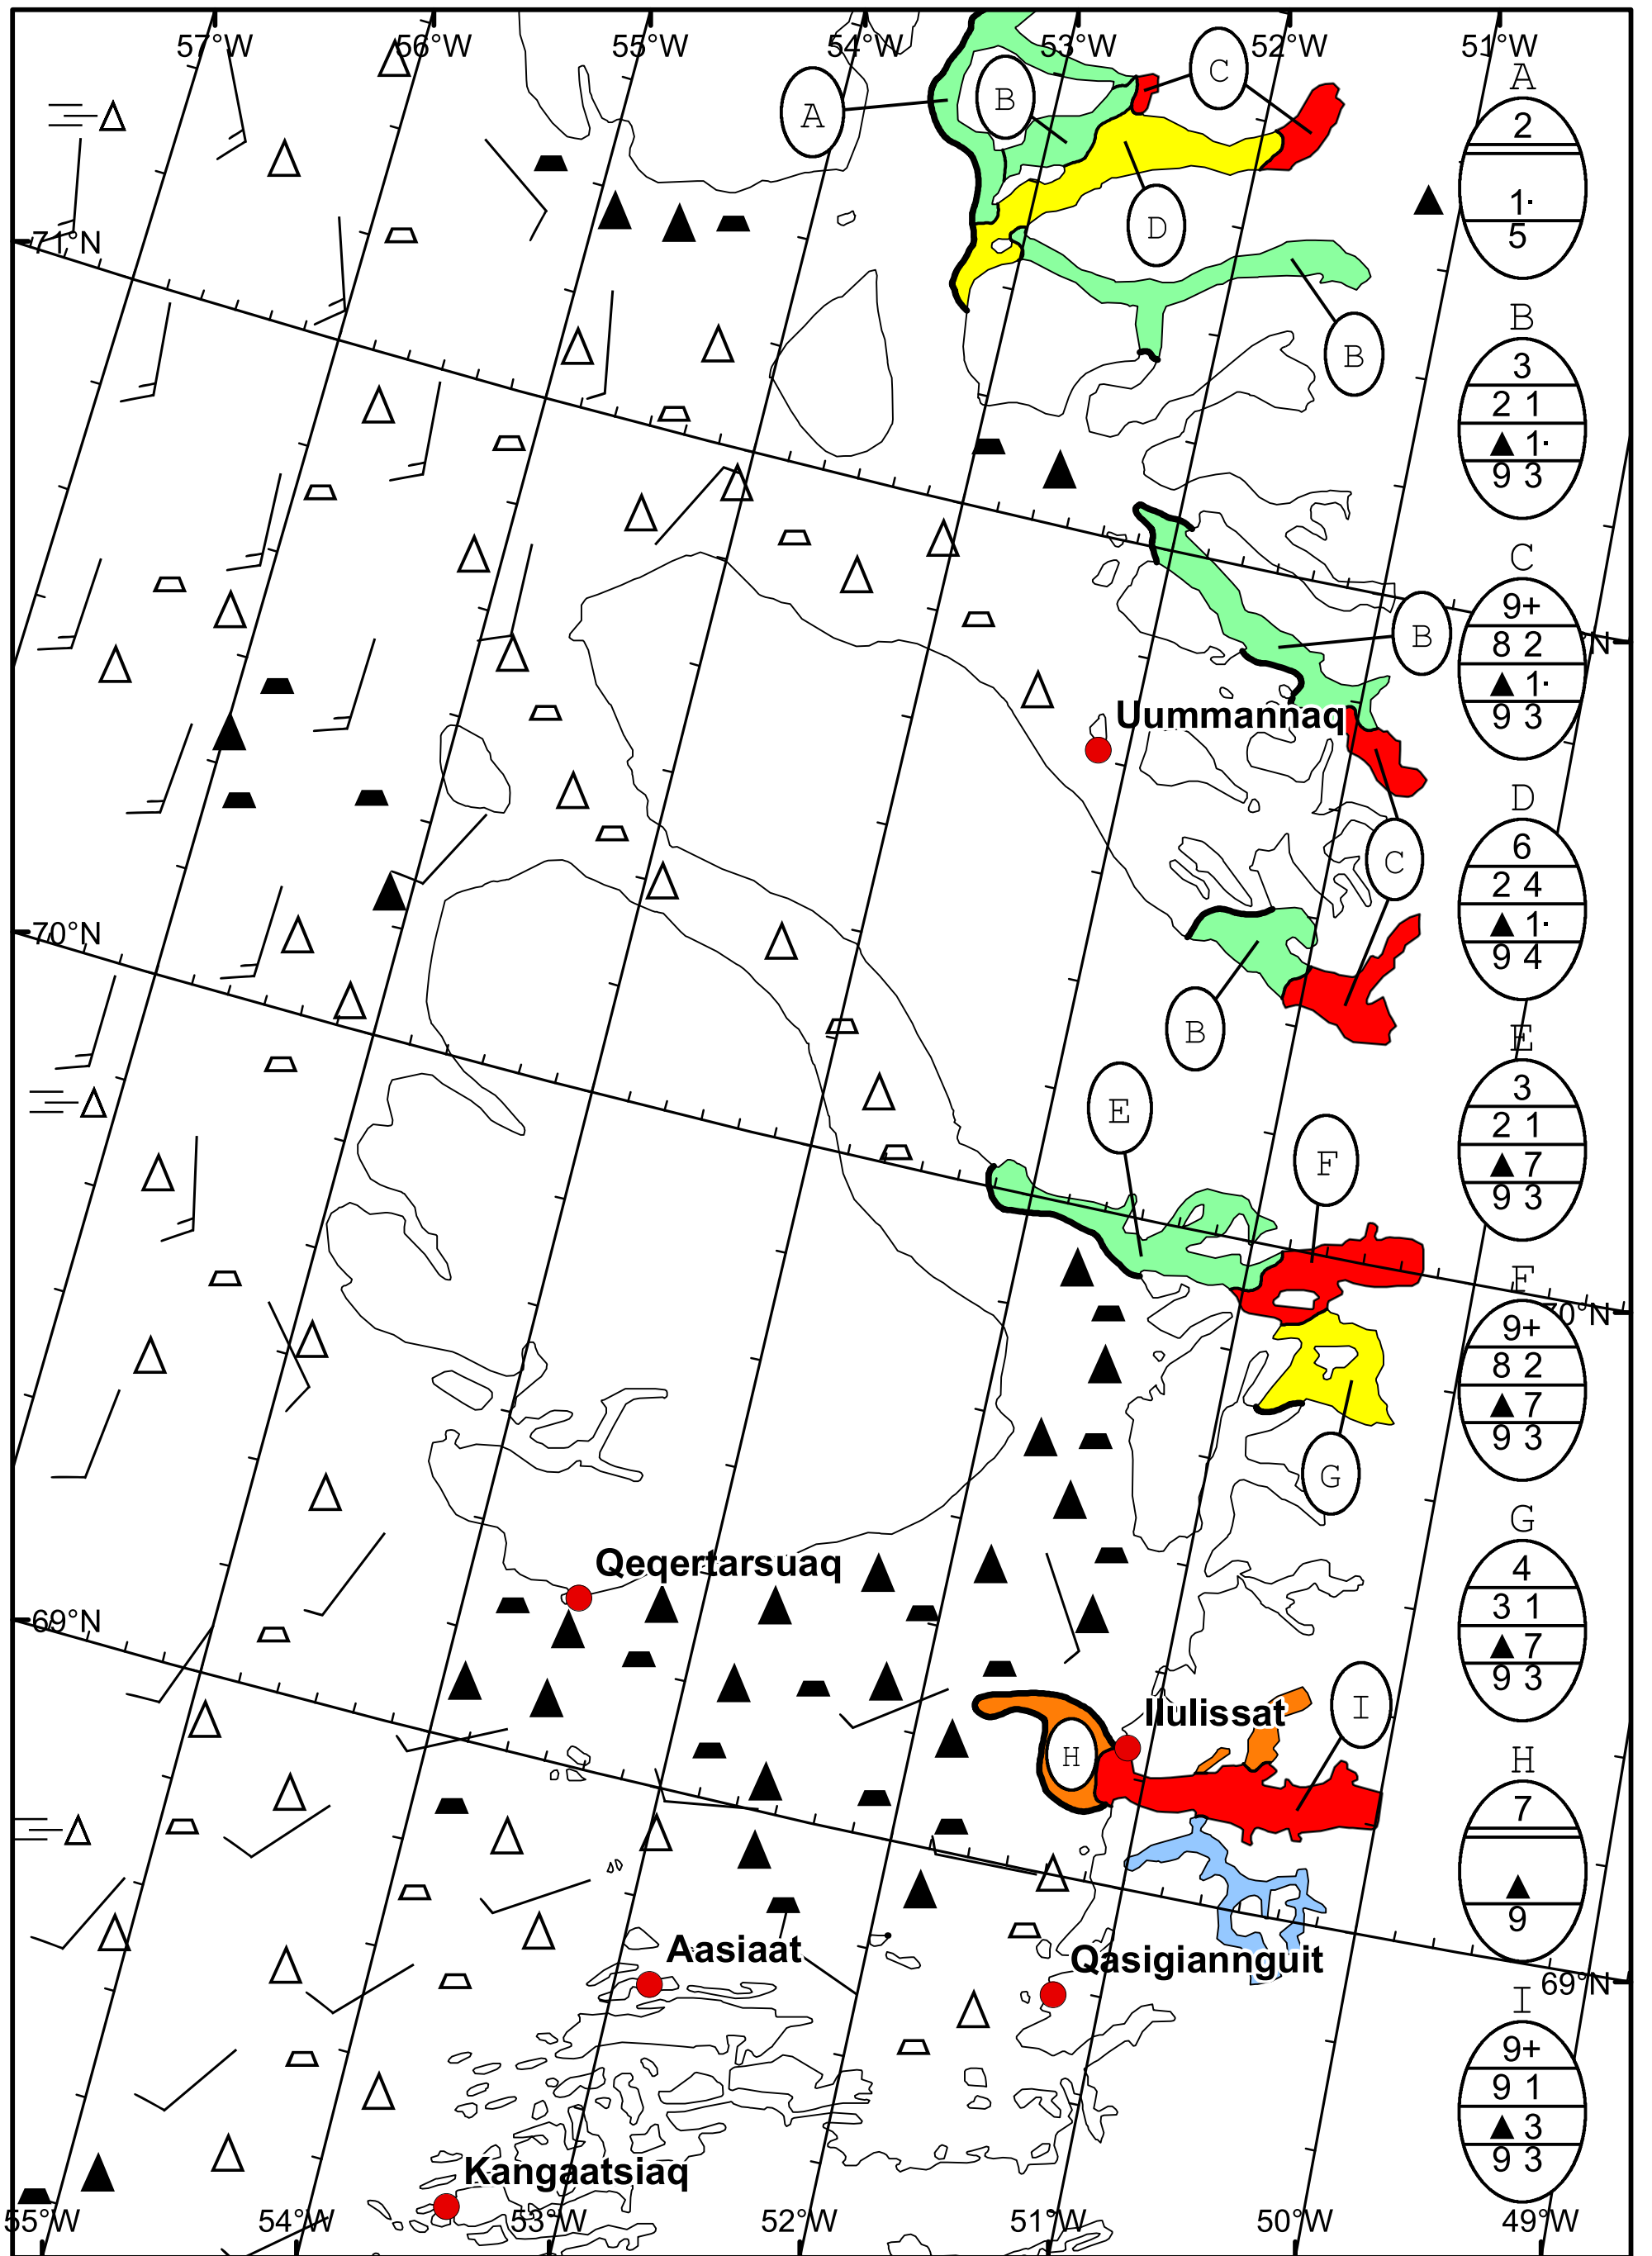 57°W 56°W 55°W 54°W 53°W 52°W 51°W
A
2
1·
5
B
3
2 1
▲ 1·
9 3
C
9+
8 2
▲ 1·
9 3
D
6
2 4
▲ 1·
9 4
E
3
2 1
▲ 7
9 3
F
9+
8 2
▲ 7
9 3
G
4
3 1
▲ 7
9 3
H
7
▲
9
I
9+
9 1
▲ 3
9 3
A
B
C
D
71°N
B
B
N
Uummannaq
C
70°N
B
E
F
70°N
G
Qeqertarsuaq
69°N
I
Ilulissat
H
Aasiaat
Qasigiannguit
69°N
Kangaatsiaq
55°W 54°W 53°W 52°W 51°W 50°W 49°W